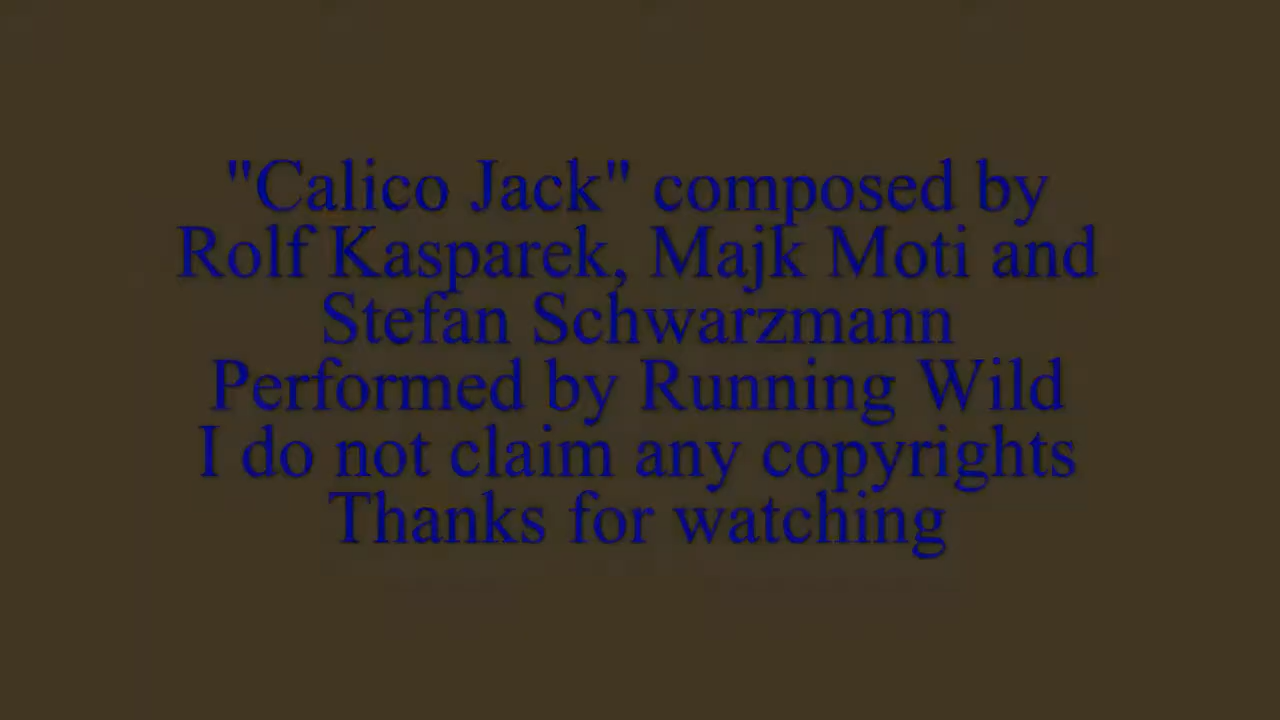 "Calico Jack" composed by
Rolf Kasparek, Majk Moti and
Stefan Schwarzmann
Performed by Running Wild
I do not claim any copyrights
Thanks for watching